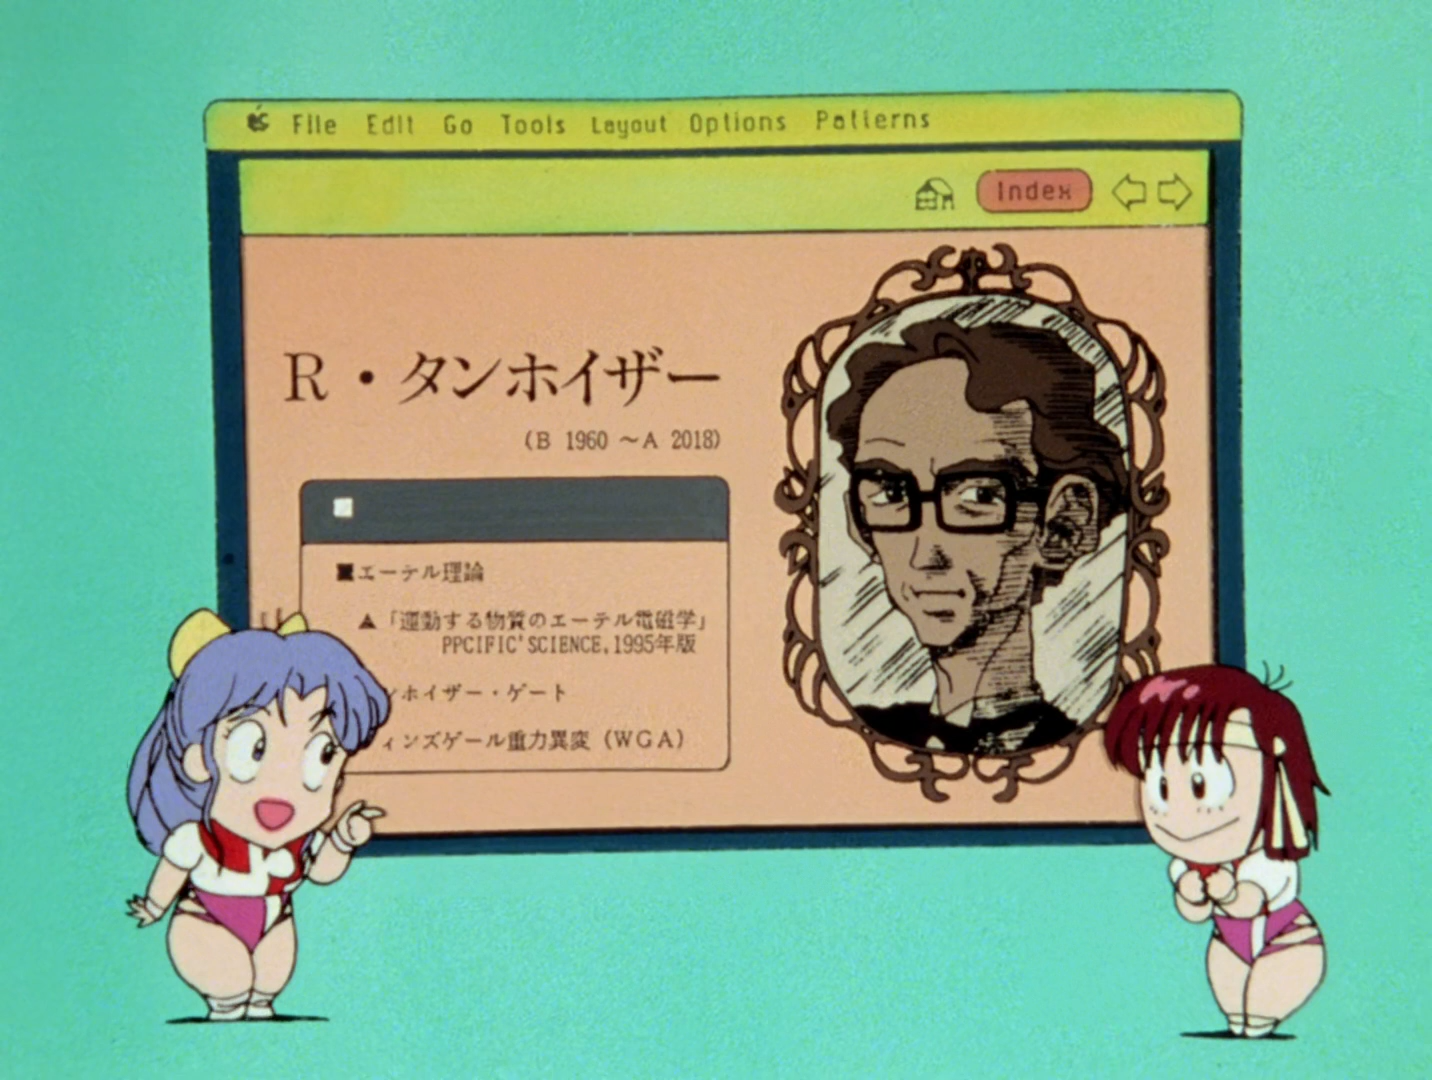 File Edit Go Tools Layout Options Patterns
Index
R・タンホイザー
(B 1960 ～A 2018)
■エーテル理論
▲「運動する物質のエーテル電磁学」
PPCIFIC'SCIENCE,1995年版
ンホイザー・ゲート
ィンズゲール重力異変（WGA）